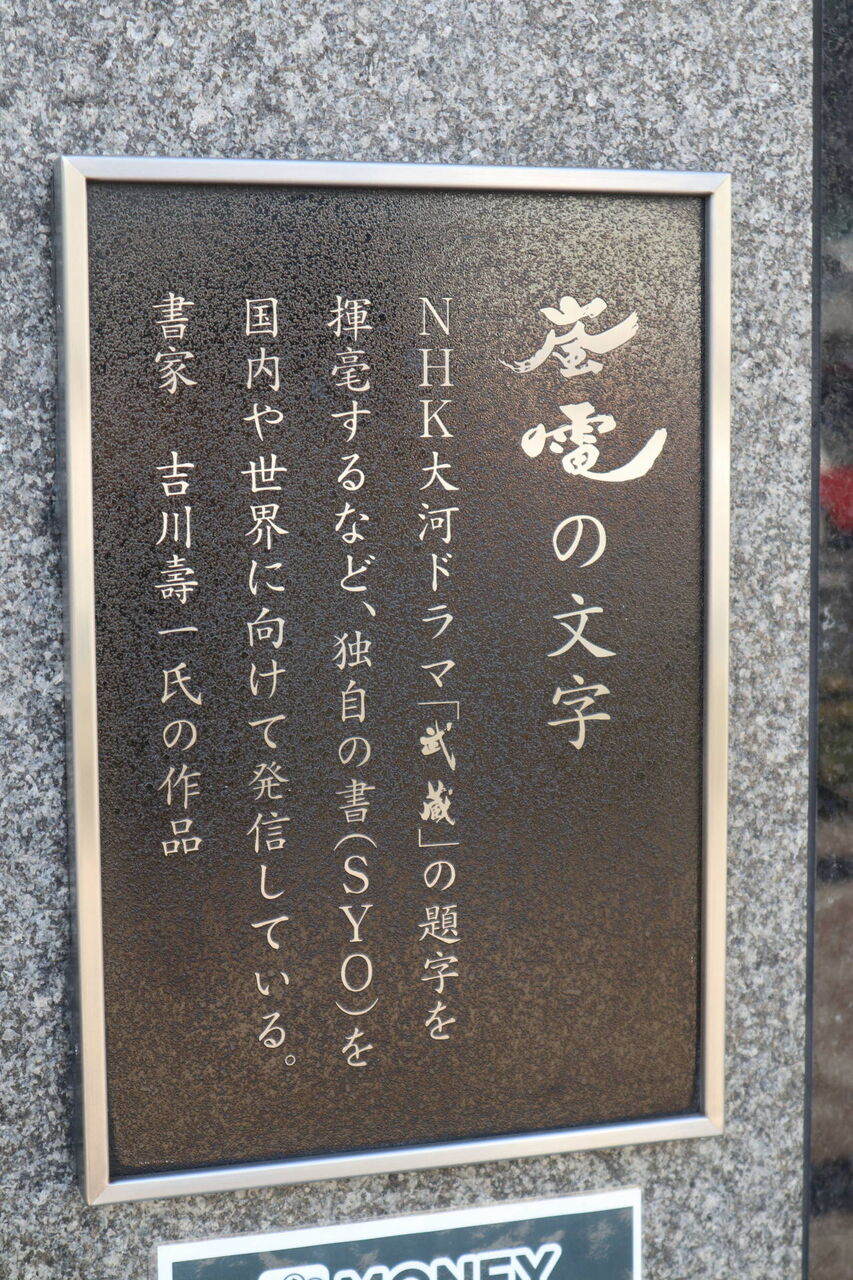 の文字
NHK大河ドラマ「武蔵」の題字を
揮毫するなど、独自の書(SYO)を
国内や世界に向けて発信している。
書家　吉川壽一氏の作品
MONEY